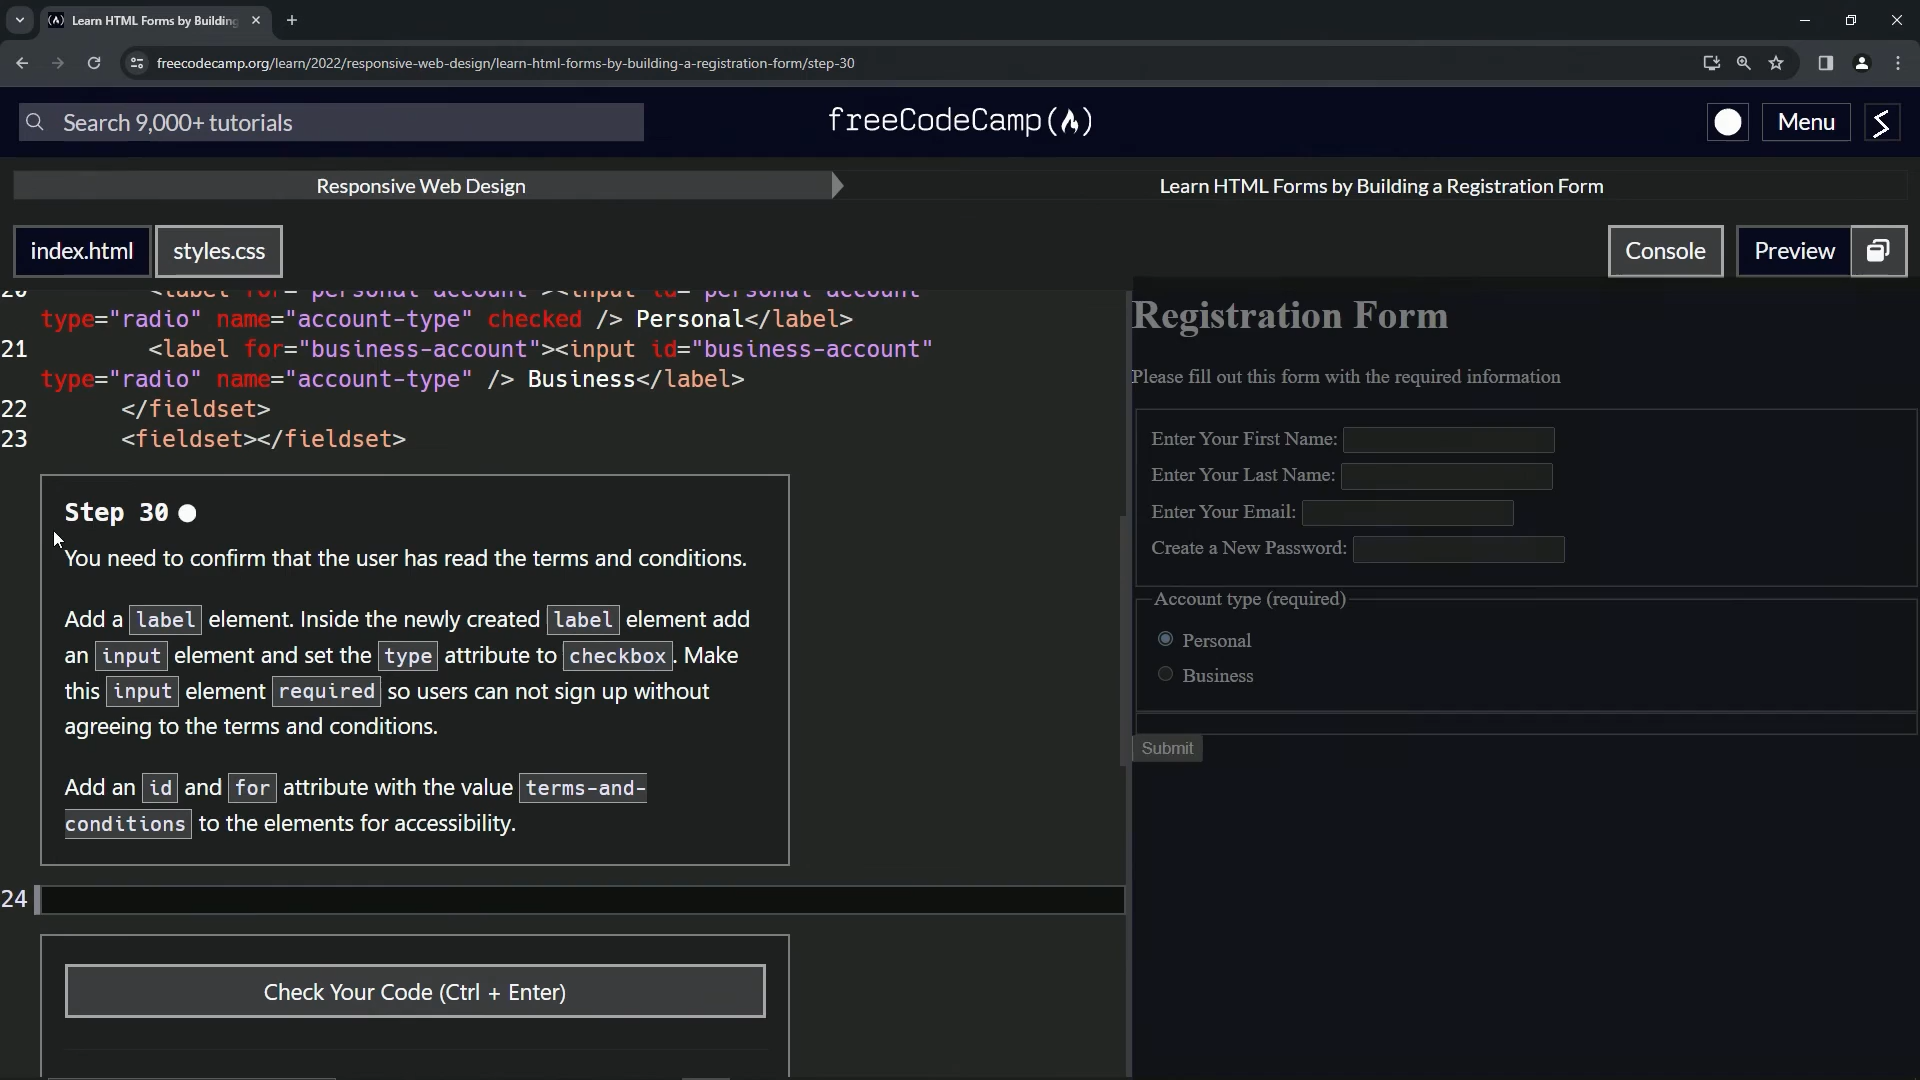 Learn HTML Forms by Building
freecodecamp.org/learn/2022/responsive-web-design/learn-html-forms-by-building-a-registration-form/step-30
Search 9,000+ tutorials
freeCodeCamp
Menu
Responsive Web Design
Learn HTML Forms by Building a Registration Form
index.html
styles.css
Console
Preview
20 <label for="personal-account"><input id="personal-account"
type="radio" name="account-type" checked /> Personal</label>
21 <label for="business-account"><input id="business-account"
type="radio" name="account-type" /> Business</label>
22 </fieldset>
23 <fieldset></fieldset>
Step 30
You need to confirm that the user has read the terms and conditions.
Add a label element. Inside the newly created label element add
an input element and set the type attribute to checkbox. Make
this input element required so users can not sign up without
agreeing to the terms and conditions.
Add an id and for attribute with the value terms-and-
conditions to the elements for accessibility.
24
Check Your Code (Ctrl + Enter)
Registration Form
Please fill out this form with the required information
Enter Your First Name:
Enter Your Last Name:
Enter Your Email:
Create a New Password:
Account type (required)
Personal
Business
Submit